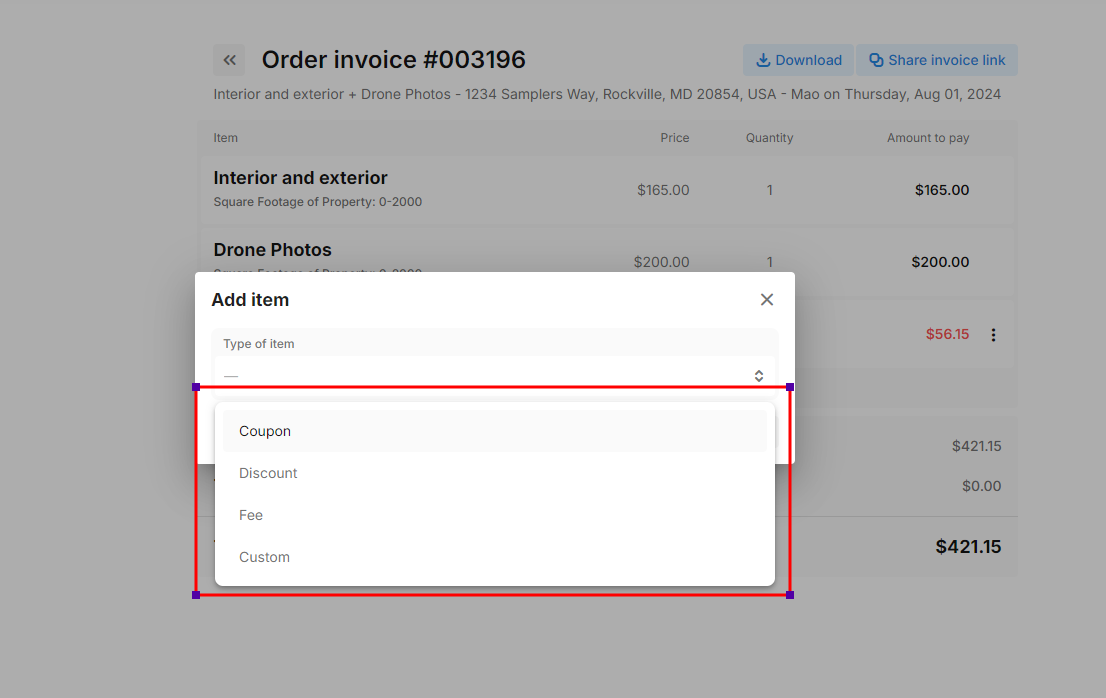 Order invoice #003196
Download
Share invoice link
Interior and exterior + Drone Photos - 1234 Samplers Way, Rockville, MD 20854, USA - Mao on Thursday, Aug 01, 2024
Item Price Quantity Amount to pay
Interior and exterior
Square Footage of Property: 0-2000
$165.00 1 $165.00
Drone Photos
Square Footage of Property: 0-2000
$200.00 1 $200.00
Add item
Type of item
—
$56.15
Coupon
Discount
Fee
Custom
$421.15
$0.00
$421.15